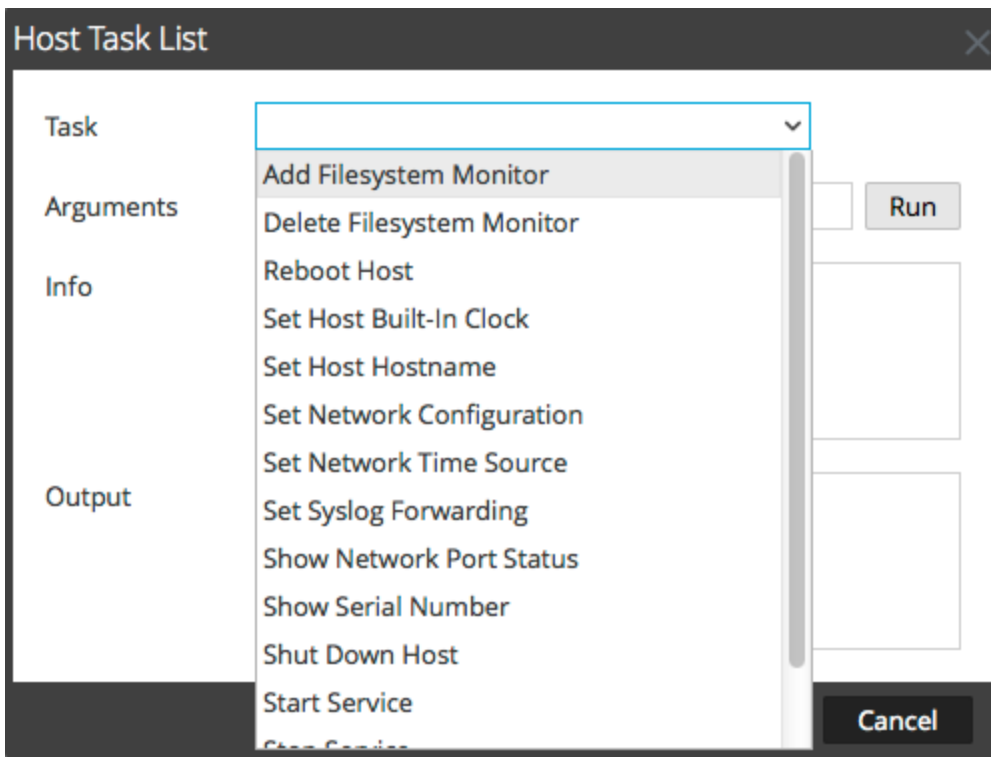 Host Task List
Task
Add Filesystem Monitor
Arguments
Run
Delete Filesystem Monitor
Reboot Host
Info
Set Host Built-In Clock
Set Host Hostname
Set Network Configuration
Set Network Time Source
Output
Set Syslog Forwarding
Show Network Port Status
Show Serial Number
Shut Down Host
Start Service
Cancel